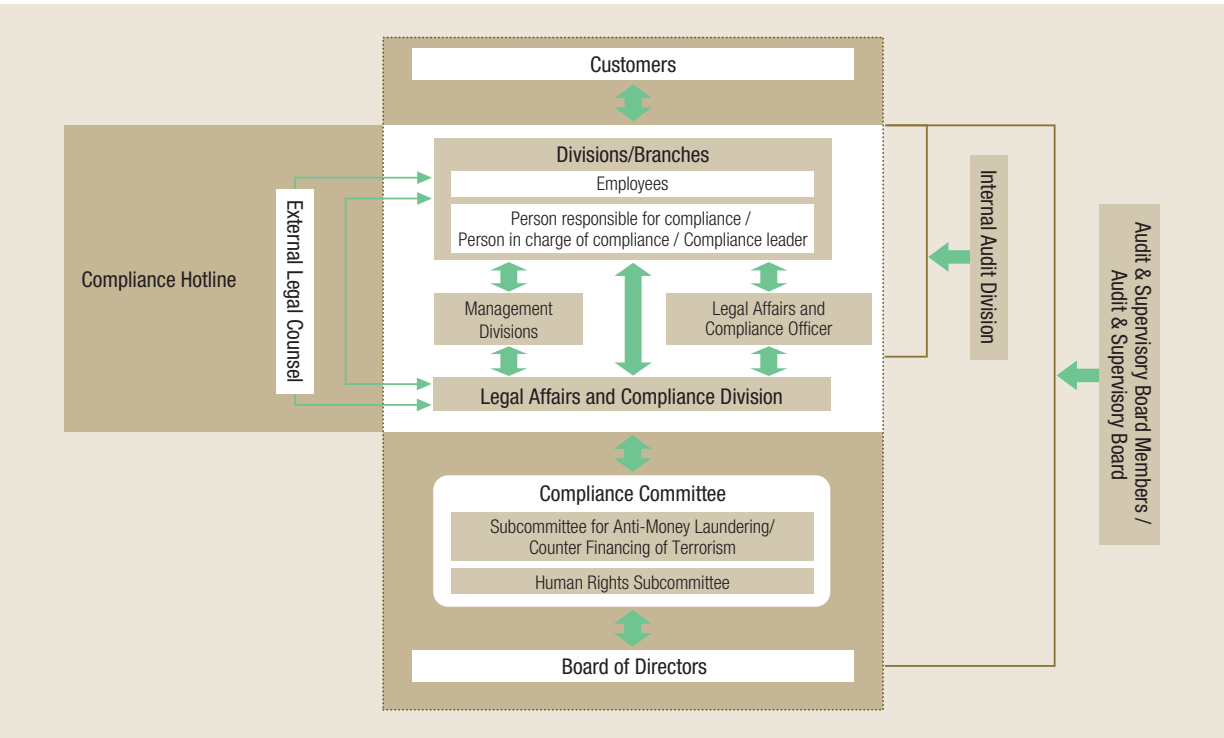 Customers
Divisions/Branches
Employees
Person responsible for compliance /
Person in charge of compliance / Compliance leader
Compliance Hotline
External Legal Counsel
Management
Divisions
Legal Affairs and
Compliance Officer
Legal Affairs and Compliance Division
Compliance Committee
Subcommittee for Anti-Money Laundering/
Counter Financing of Terrorism
Human Rights Subcommittee
Board of Directors
Internal Audit Division
Audit & Supervisory Board Members /
Audit & Supervisory Board